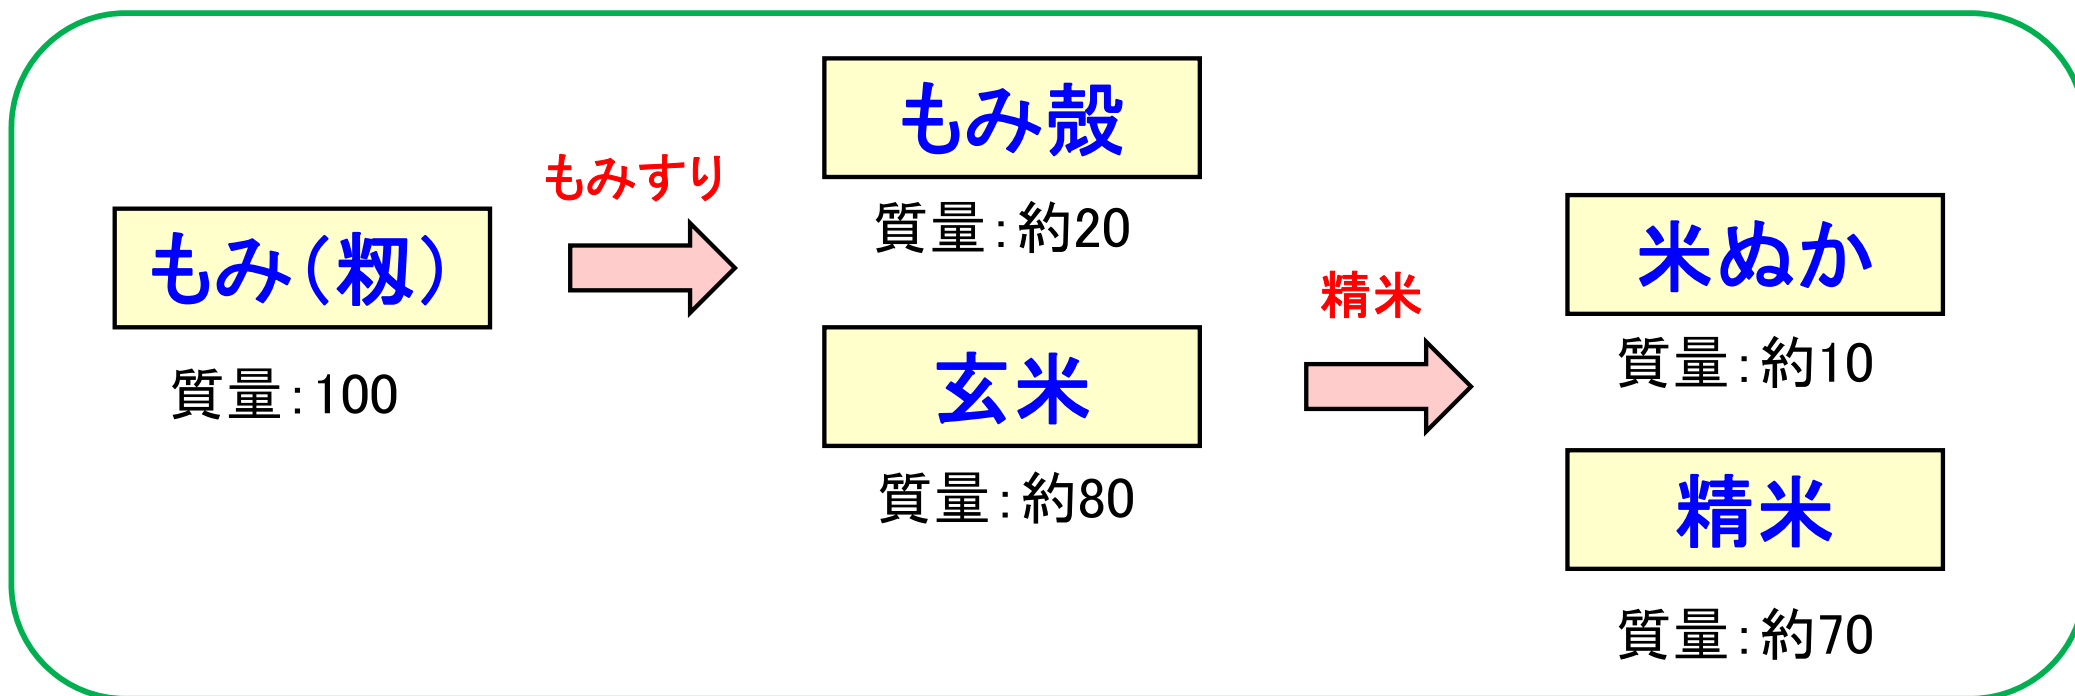 もみ（籾）
質量：100
もみすり
もみ殻
質量：約20
玄米
質量：約80
精米
米ぬか
質量：約10
精米
質量：約70